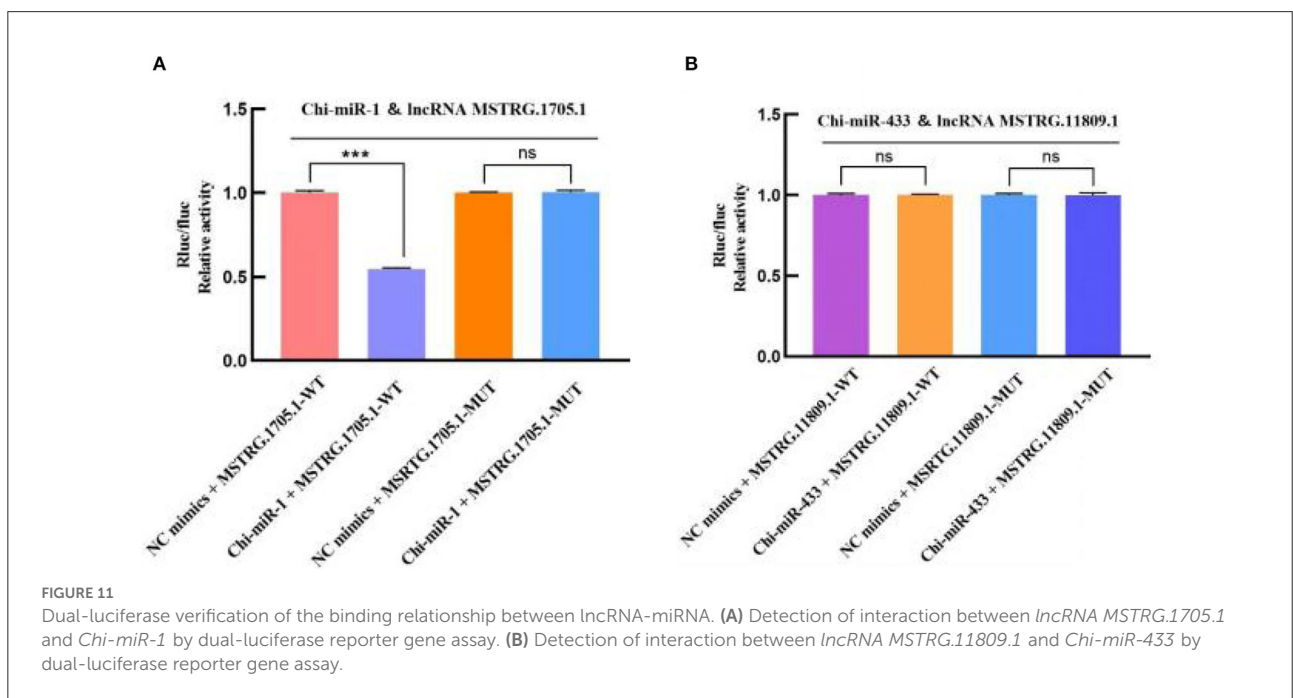 A
Chi-miR-1 & lncRNA MSTRG.1705.1
***
ns
Rluc/fluc
Relative activity
1.5
1.0
0.5
0.0
NC mimics + MSTRG.1705.1-WT
Chi-miR-1 + MSTRG.1705.1-WT
NC mimics + MSRTG.1705.1-MUT
Chi-miR-1 + MSTRG.1705.1-MUT
B
Chi-miR-433 & lncRNA MSTRG.11809.1
ns
ns
Rluc/fluc
Relative activity
1.5
1.0
0.5
0.0
NC mimics + MSTRG.11809.1-WT
Chi-miR-433 + MSTRG.11809.1-WT
NC mimics + MSRTG.11809.1-MUT
Chi-miR-433 + MSTRG.11809.1-MUT
FIGURE 11
Dual-luciferase verification of the binding relationship between lncRNA-miRNA. (A) Detection of interaction between lncRNA MSTRG.1705.1
and Chi-miR-1 by dual-luciferase reporter gene assay. (B) Detection of interaction between lncRNA MSTRG.11809.1 and Chi-miR-433 by
dual-luciferase reporter gene assay.